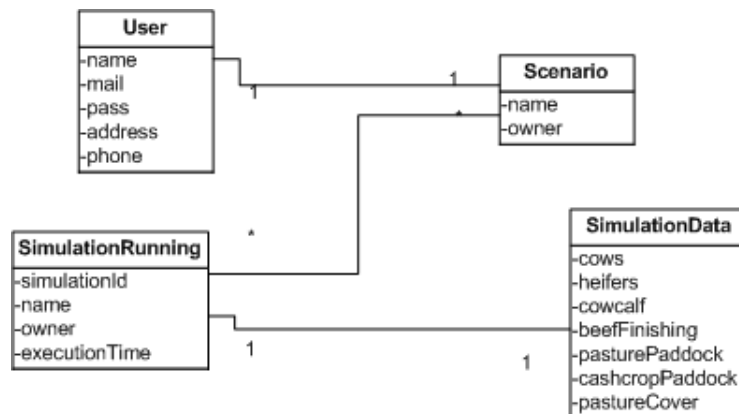 User
-name
-mail
-pass
-address
-phone
1
1
Scenario
-name
-owner
*
*
SimulationRunning
-simulationId
-name
-owner
-executionTime
1
1
SimulationData
-cows
-heifers
-cowcalf
-beefFinishing
-pasturePaddock
-cashcropPaddock
-pastureCover